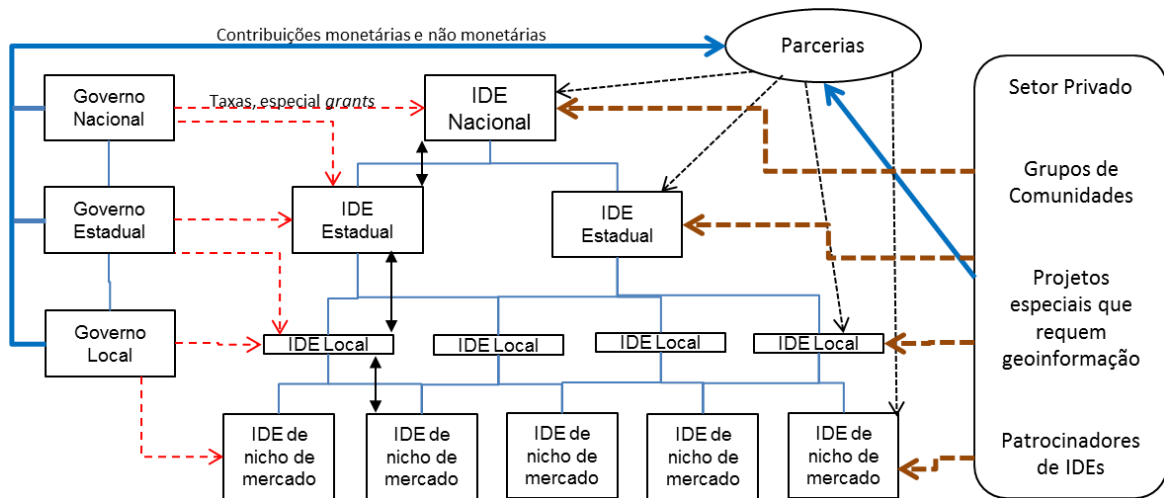 Contribuições monetárias e não monetárias
Parcerias
Setor Privado
Grupos de
Comunidades
Projetos
especiais que
requem
geoinformação
Patrocinadores
de IDEs
Governo
Nacional
Taxas, especial grants
IDE
Nacional
Governo
Estadual
IDE
Estadual
IDE
Estadual
Governo
Local
IDE Local
IDE Local
IDE Local
IDE Local
IDE de
nicho de
mercado
IDE de
nicho de
mercado
IDE de
nicho de
mercado
IDE de
nicho de
mercado
IDE de
nicho de
mercado